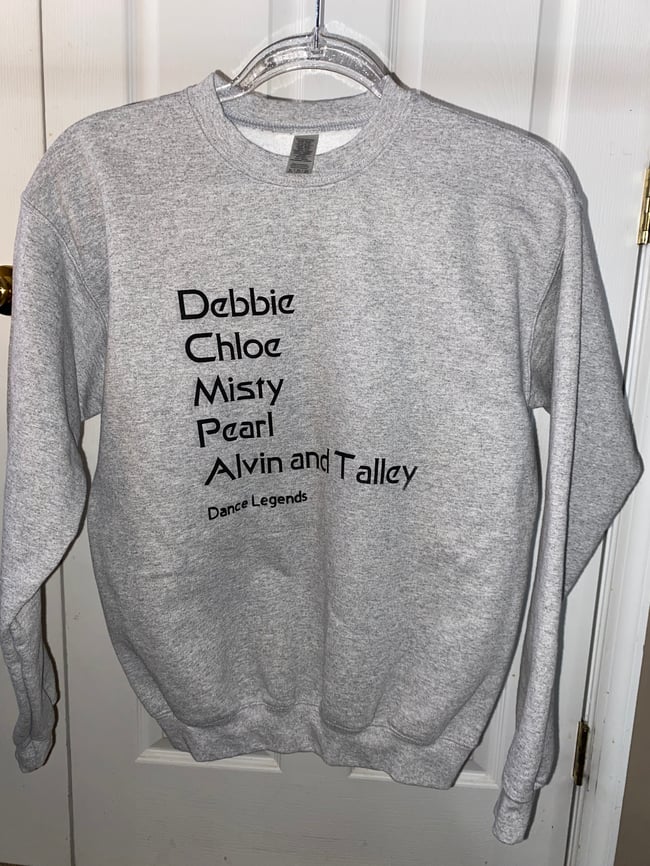 Debbie
Chloe
Misty
Pearl
Alvin and Talley
Dance Legends